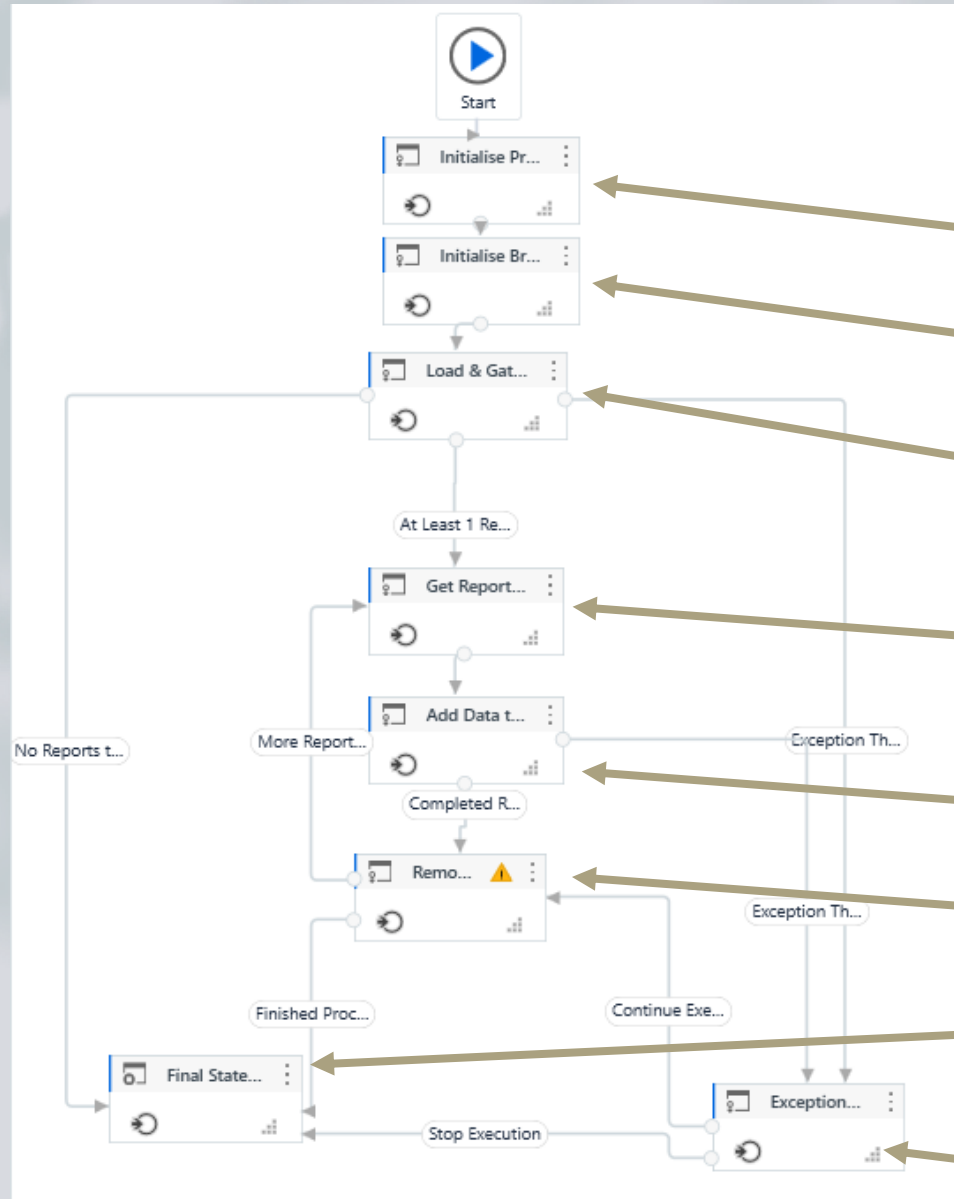 Start
Initialise Pr...
Initialise Br...
Load & Gat...
At Least 1 Re...
Get Report...
Add Data t...
No Reports t...
More Report...
Exception Th...
Completed R...
Remo...
Exception Th...
Finished Proc...
Continue Exe...
Final State...
Exception...
Stop Execution